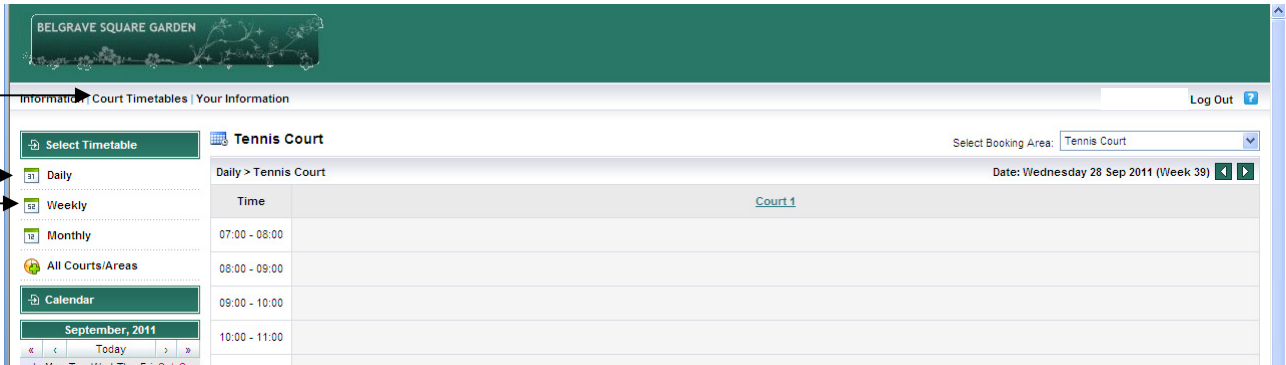 BELGRAVE SQUARE GARDEN
Information | Court Timetables | Your Information
Log Out ?
Select Timetable
Tennis Court
Select Booking Area: Tennis Court
31 Daily
Daily > Tennis Court
Date: Wednesday 28 Sep 2011 (Week 39)
52 Weekly
Time
Court 1
12 Monthly
07:00 - 08:00
All Courts/Areas
08:00 - 09:00
Calendar
09:00 - 10:00
September, 2011
10:00 - 11:00
« ‹ Today › »